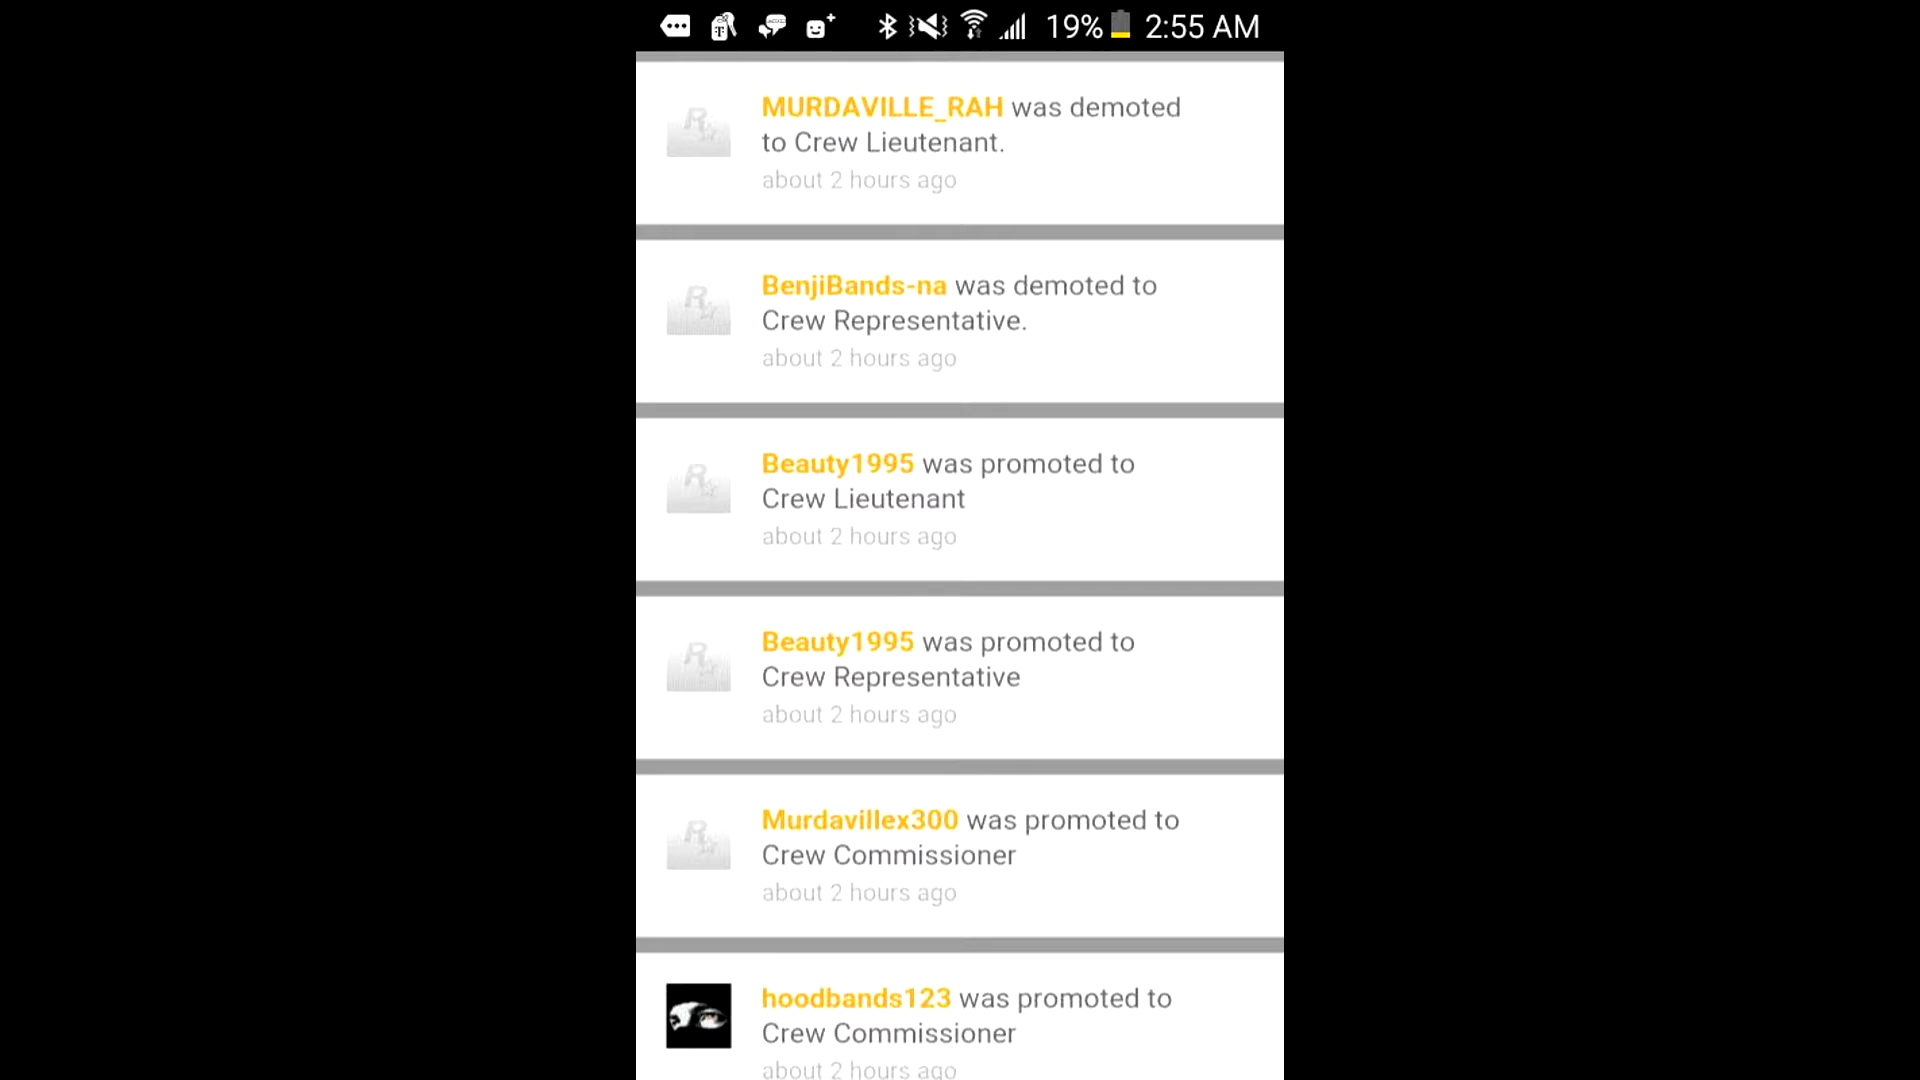 19% 2:55 AM
MURDAVILLE_RAH was demoted
to Crew Lieutenant.
about 2 hours ago
BenjiBands-na was demoted to
Crew Representative.
about 2 hours ago
Beauty1995 was promoted to
Crew Lieutenant
about 2 hours ago
Beauty1995 was promoted to
Crew Representative
about 2 hours ago
Murdavillex300 was promoted to
Crew Commissioner
about 2 hours ago
hoodbands123 was promoted to
Crew Commissioner
about 2 hours ago